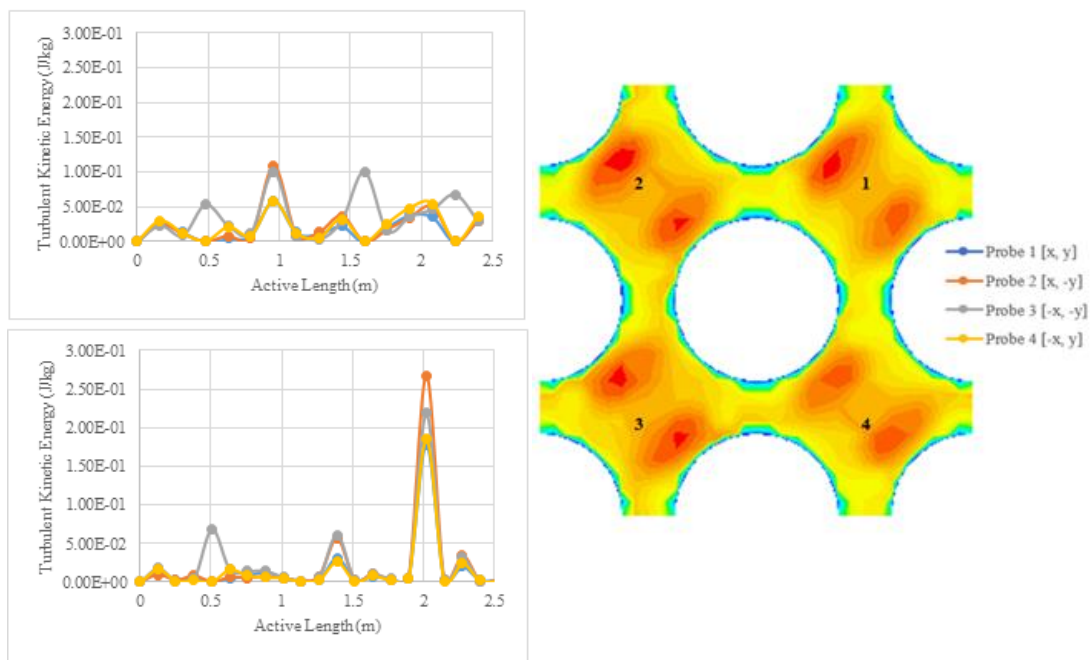 3.00E-01
2.50E-01
2.00E-01
1.50E-01
1.00E-01
5.00E-02
0.00E+00
Turbulent Kinetic Energy (J/kg)
0 0.5 1 1.5 2 2.5
Active Length (m)
3.00E-01
2.50E-01
2.00E-01
1.50E-01
1.00E-01
5.00E-02
0.00E+00
Turbulent Kinetic Energy (J/kg)
0 0.5 1 1.5 2 2.5
Active Length (m)
2 1
3 4
Probe 1 [x, y]
Probe 2 [x, -y]
Probe 3 [-x, -y]
Probe 4 [-x, y]